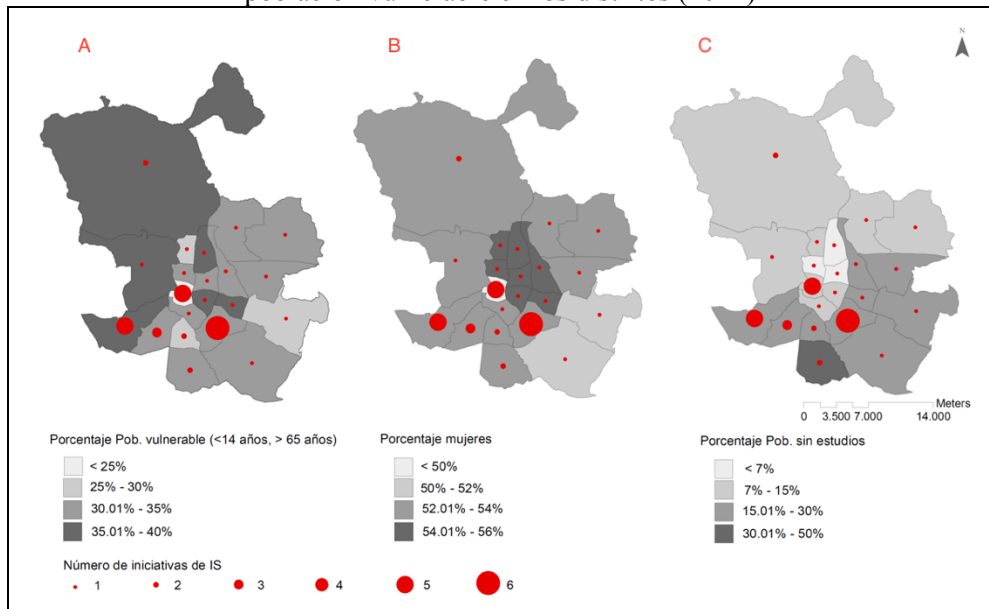 A
B
C
N
Meters
0 3.500 7.000 14.000
Porcentaje Pob. vulnerable (<14 años, > 65 años)
< 25%
25% - 30%
30.01% - 35%
35.01% - 40%
Porcentaje mujeres
< 50%
50% - 52%
52.01% - 54%
54.01% - 56%
Porcentaje Pob. sin estudios
< 7%
7% - 15%
15.01% - 30%
30.01% - 50%
Número de iniciativas de IS
1 2 3 4 5 6